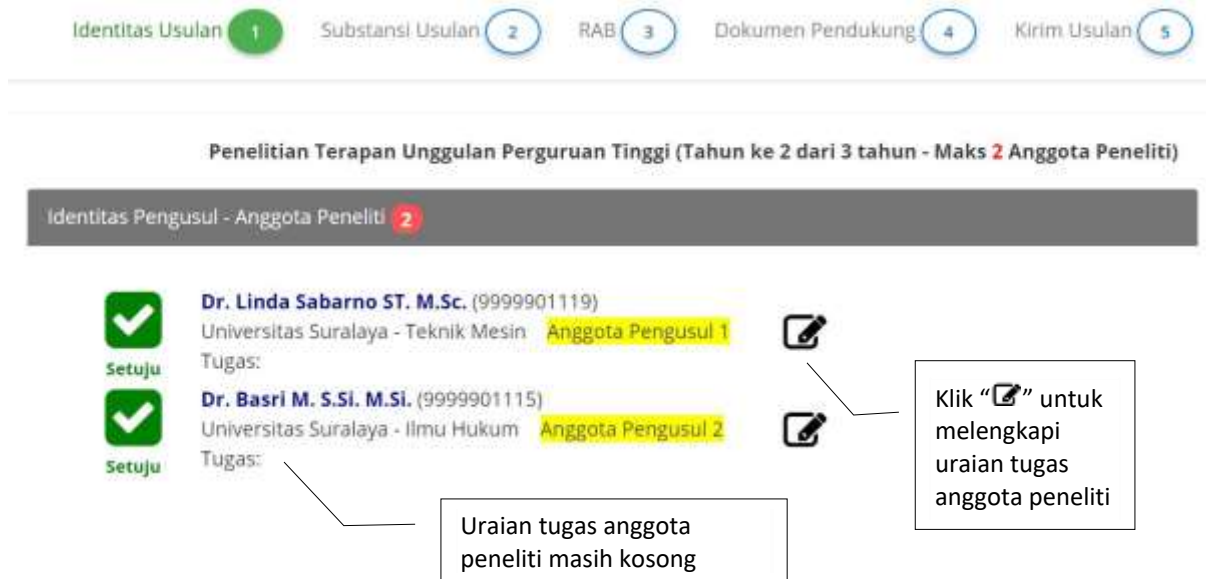 Identitas Usulan 1 Substansi Usulan 2 RAB 3 Dokumen Pendukung 4 Kirim Usulan 5
Penelitian Terapan Unggulan Perguruan Tinggi (Tahun ke 2 dari 3 tahun - Maks 2 Anggota Peneliti)
Identitas Pengusul - Anggota Peneliti 2
Dr. Linda Sabarno ST. M.Sc. (9999901119)
Universitas Suralaya - Teknik Mesin Anggota Pengusul 1
Setuju
Tugas:
Dr. Basri M. S.Si. M.Si. (9999901115)
Universitas Suralaya - Ilmu Hukum Anggota Pengusul 2
Setuju
Tugas:
Klik “” untuk
melengkapi
uraian tugas
anggota peneliti
Uraian tugas anggota
peneliti masih kosong